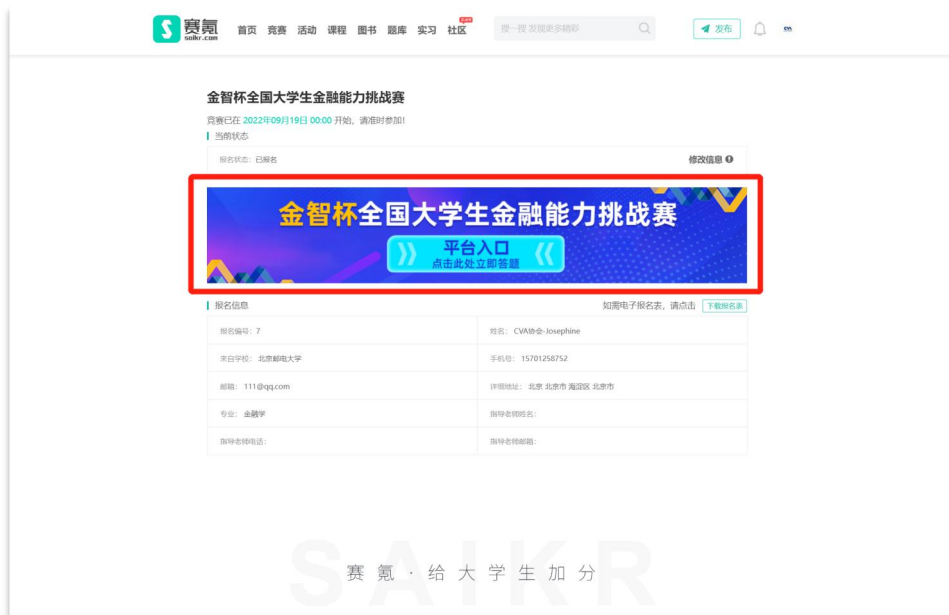 赛氪
saikr.com
首页 竞赛 活动 课程 图书 题库 实习 社区
搜一搜 发现更多精彩
发布
金智杯全国大学生金融能力挑战赛
竞赛已在 2022年09月19日 00:00 开始，请准时参加！
当前状态
报名状态：已报名
修改信息
金智杯全国大学生金融能力挑战赛
平台入口
点击此处立即答题
报名信息
如需电子报名表，请点击 下载报名表
报名编号：7
姓名：CVA协会-Josephine
来自学校：北京邮电大学
手机号：15701258752
邮箱：111@qq.com
详细地址：北京 北京市 海淀区 北京市
专业：金融学
指导老师姓名：
指导老师电话：
指导老师邮箱：
SAIKR
赛氪·给大学生加分